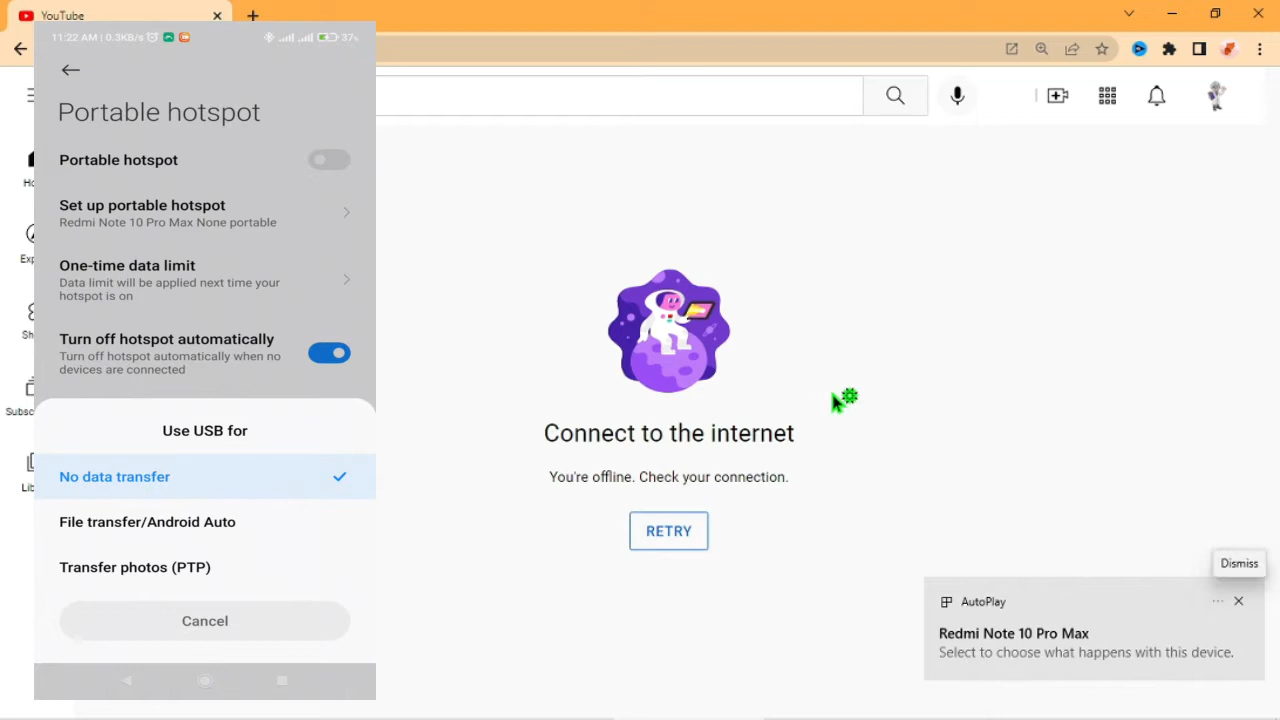 YouTube
11:22 AM | 0.3KB/s
37%
Portable hotspot
Portable hotspot
Set up portable hotspot
Redmi Note 10 Pro Max None portable
One-time data limit
Data limit will be applied next time your
hotspot is on
Turn off hotspot automatically
Turn off hotspot automatically when no
devices are connected
Use USB for
No data transfer
File transfer/Android Auto
Transfer photos (PTP)
Cancel
Connect to the internet
You're offline. Check your connection.
RETRY
Dismiss
AutoPlay
Redmi Note 10 Pro Max
Select to choose what happens with this device.